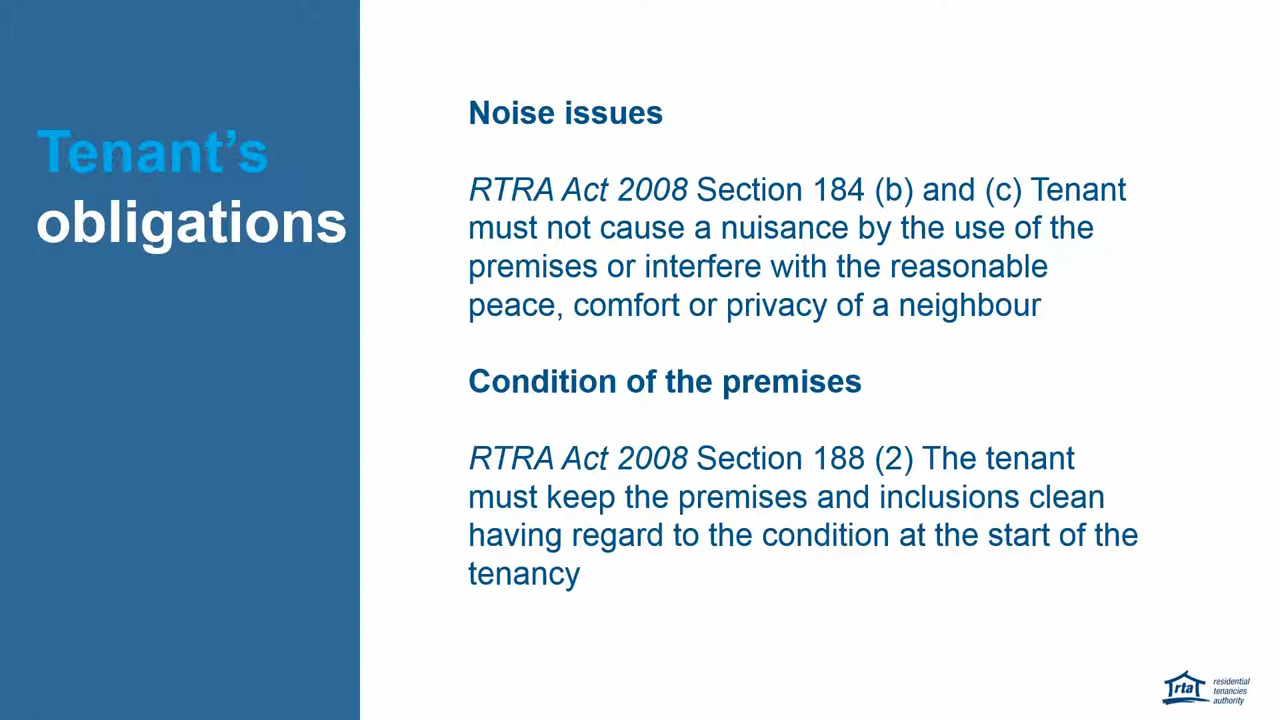 Tenant's
obligations
Noise issues
RTRA Act 2008 Section 184 (b) and (c) Tenant
must not cause a nuisance by the use of the
premises or interfere with the reasonable
peace, comfort or privacy of a neighbour
Condition of the premises
RTRA Act 2008 Section 188 (2) The tenant
must keep the premises and inclusions clean
having regard to the condition at the start of the
tenancy
rta
residential
tenancies
authority